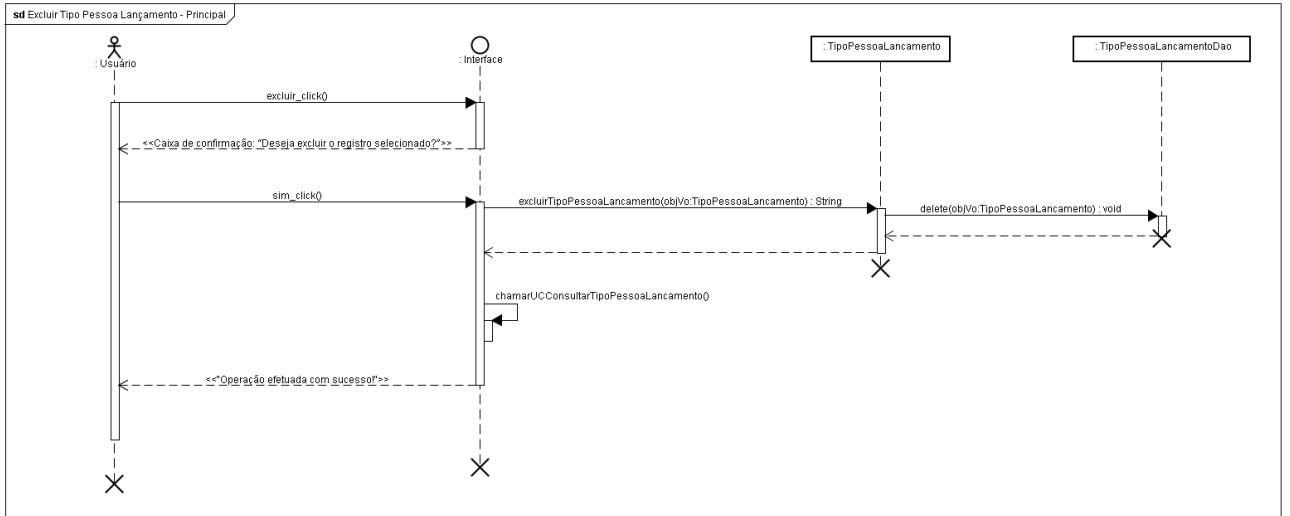 sd Excluir Tipo Pessoa Lançamento - Principal
: Usuário
: Interface
: TipoPessoaLancamento
: TipoPessoaLancamentoDao
excluir_click()
<<Caixa de confirmação: "Deseja excluir o registro selecionado?">>
sim_click()
excluirTipoPessoaLancamento(objVo:TipoPessoaLancamento) : String
delete(objVo:TipoPessoaLancamento) : void
chamarUCConsultarTipoPessoaLancamento()
<<"Operação efetuada com sucesso!">>